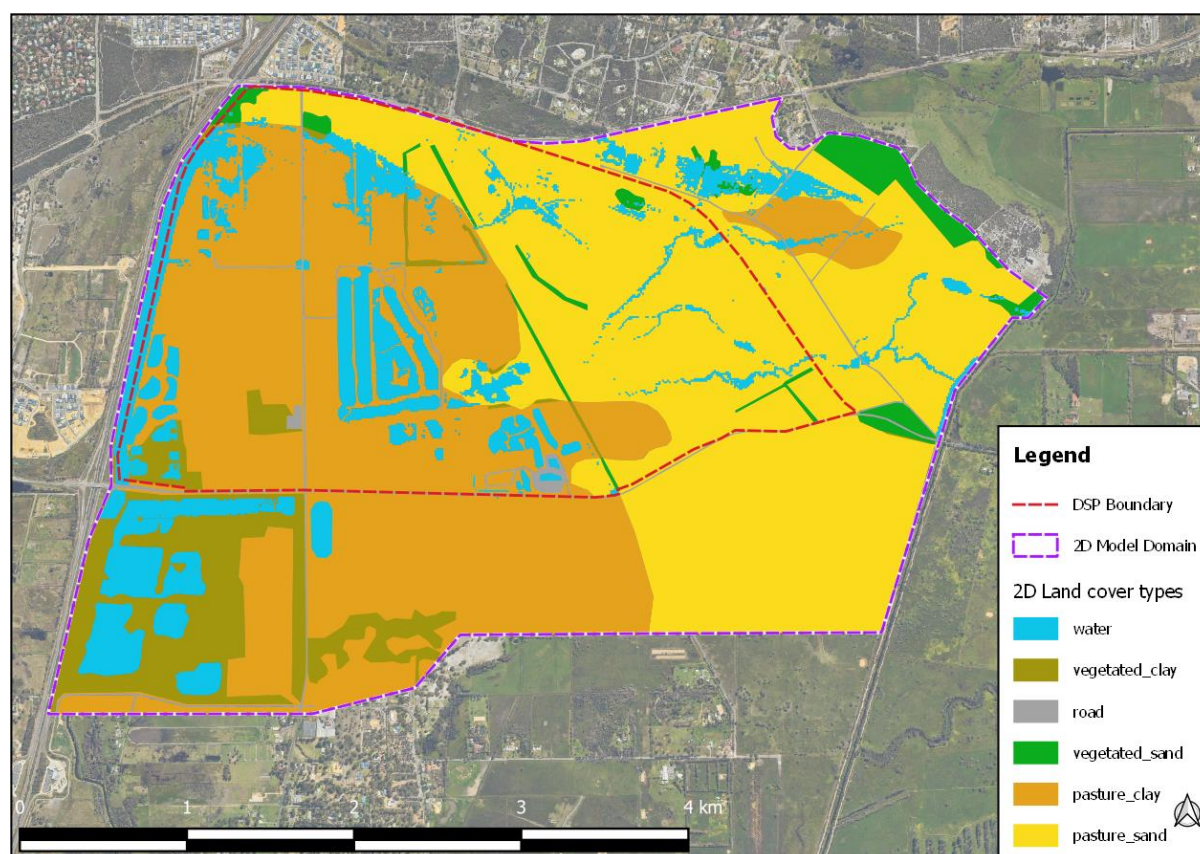 Legend
DSP Boundary
2D Model Domain
2D Land cover types
water
vegetated_clay
road
vegetated_sand
pasture_clay
pasture_sand
0 1 2 3 4 km